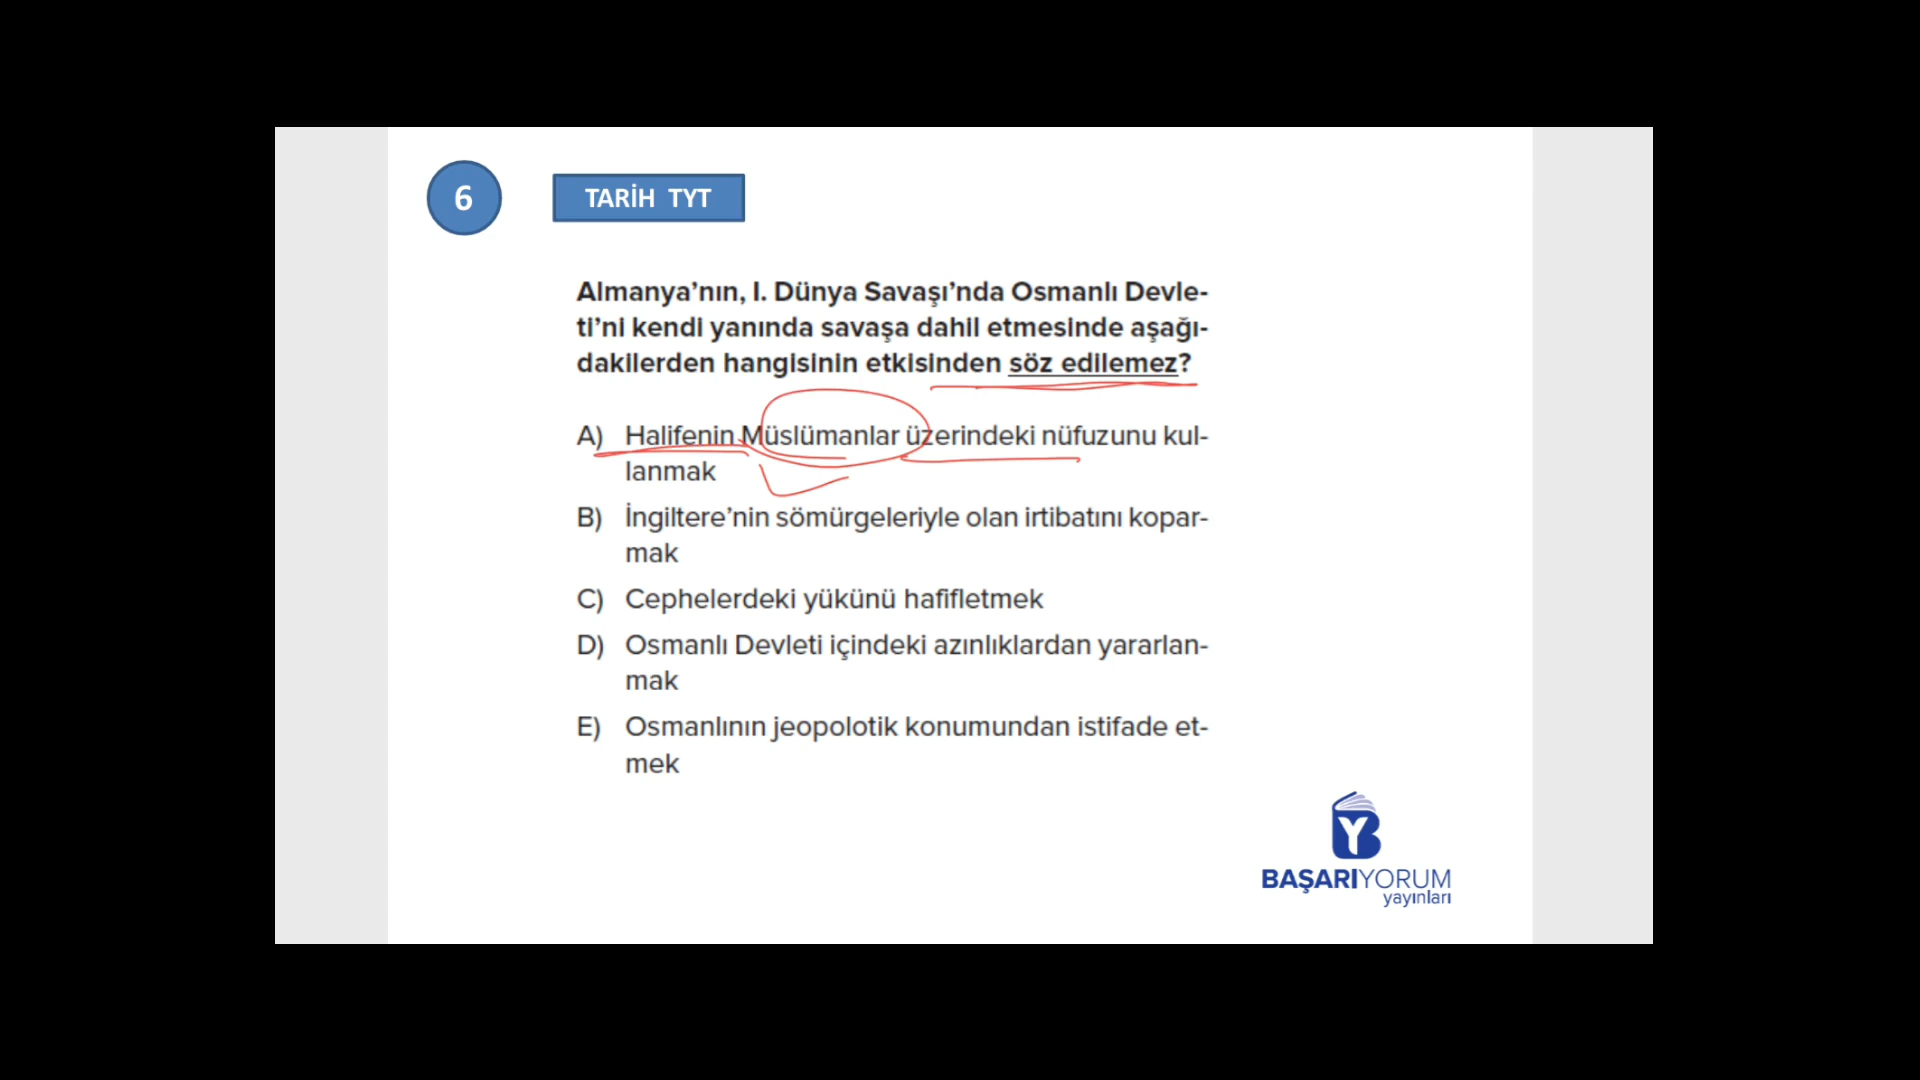 6
TARİH TYT
Almanya’nın, I. Dünya Savaşı’nda Osmanlı Devle-
ti’ni kendi yanında savaşa dahil etmesinde aşağı-
dakilerden hangisinin etkisinden söz edilemez?
A) Halifenin Müslümanlar üzerindeki nüfuzunu kul-
lanmak
B) İngiltere’nin sömürgeleriyle olan irtibatını kopar-
mak
C) Cephelerdeki yükünü hafifletmek
D) Osmanlı Devleti içindeki azınlıklardan yararlan-
mak
E) Osmanlının jeopolotik konumundan istifade et-
mek
BAŞARIYORUM
yayınları